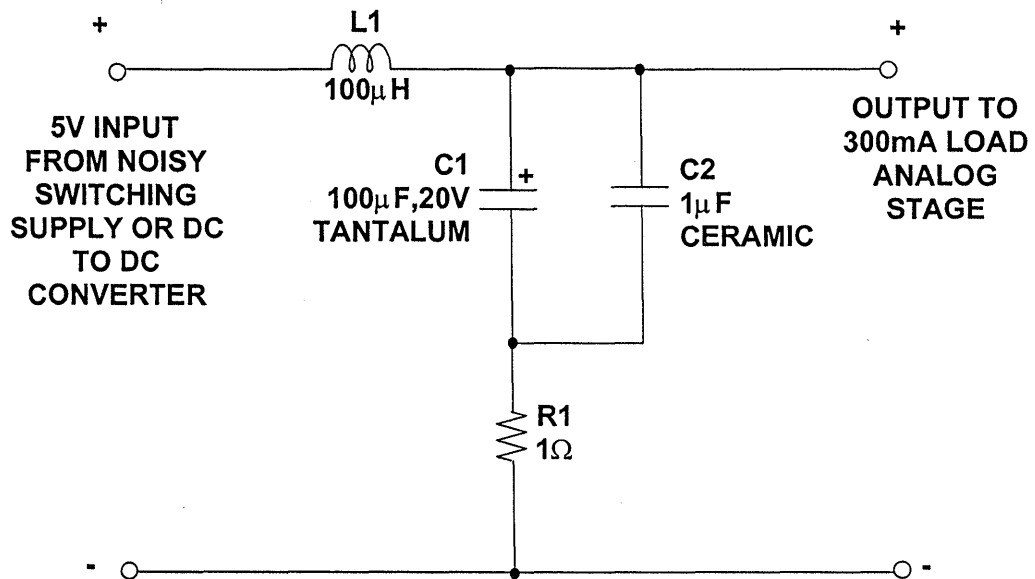 +
L1
+
100μH
5V INPUT
FROM NOISY
SWITCHING
SUPPLY OR DC
TO DC
CONVERTER
C1
+
100μF,20V
TANTALUM
C2
1μF
CERAMIC
OUTPUT TO
300mA LOAD
ANALOG
STAGE
R1
1Ω
-
-